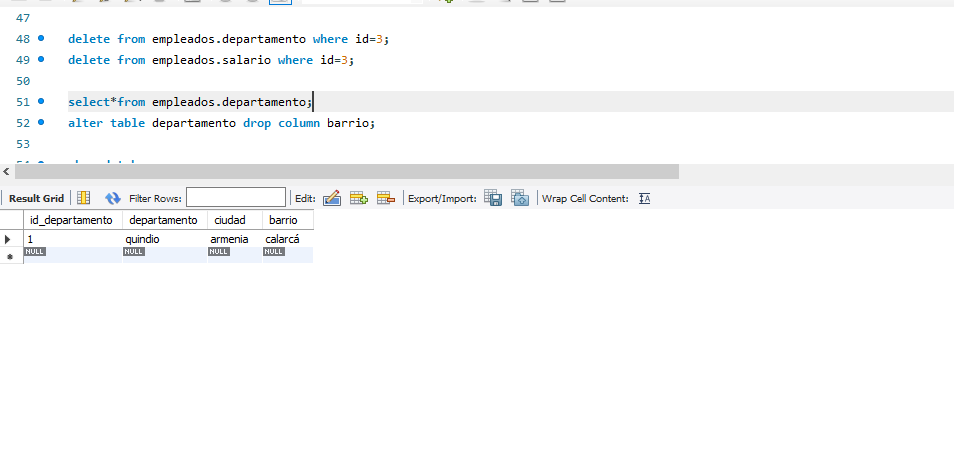 47
48 delete from empleados.departamento where id=3;
49 delete from empleados.salario where id=3;
50
51 select*from empleados.departamento;
52 alter table departamento drop column barrio;
53
Result Grid Filter Rows: Edit: Export/Import: Wrap Cell Content: IA
id_departamento departamento ciudad barrio
1 quindio armenia calarcá
NULL NULL NULL NULL